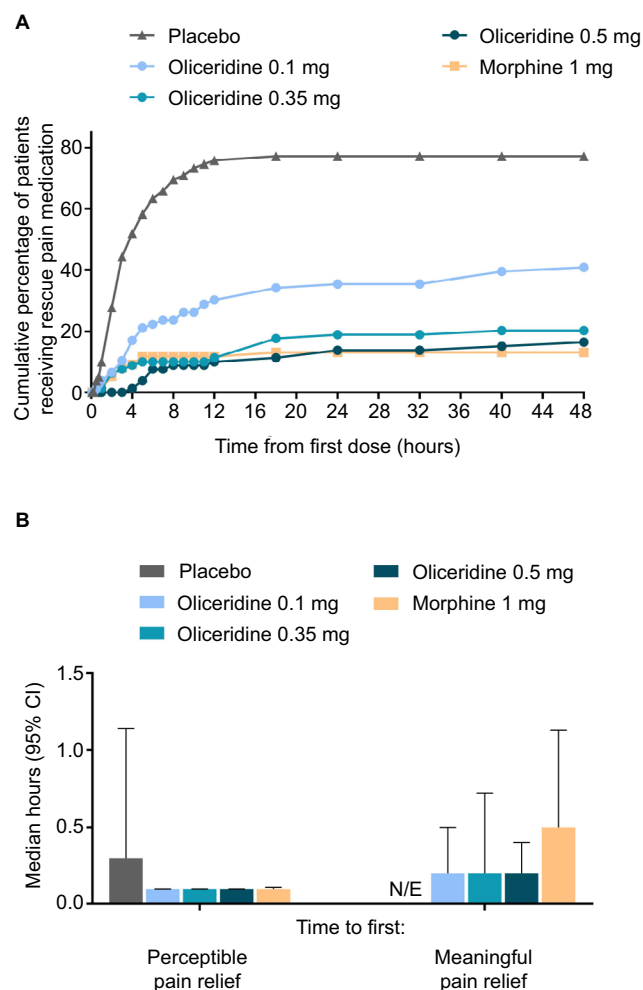 A
Placebo
Oliceridine 0.1 mg
Oliceridine 0.35 mg
Oliceridine 0.5 mg
Morphine 1 mg
Cumulative percentage of patients
receiving rescue pain medication
80
60
40
20
0
0 4 8 12 16 20 24 28 32 36 40 44 48
Time from first dose (hours)
B
Placebo
Oliceridine 0.1 mg
Oliceridine 0.35 mg
Oliceridine 0.5 mg
Morphine 1 mg
Median hours (95% CI)
1.5
1.0
0.5
0.0
N/E
Time to first:
Perceptible
pain relief
Meaningful
pain relief